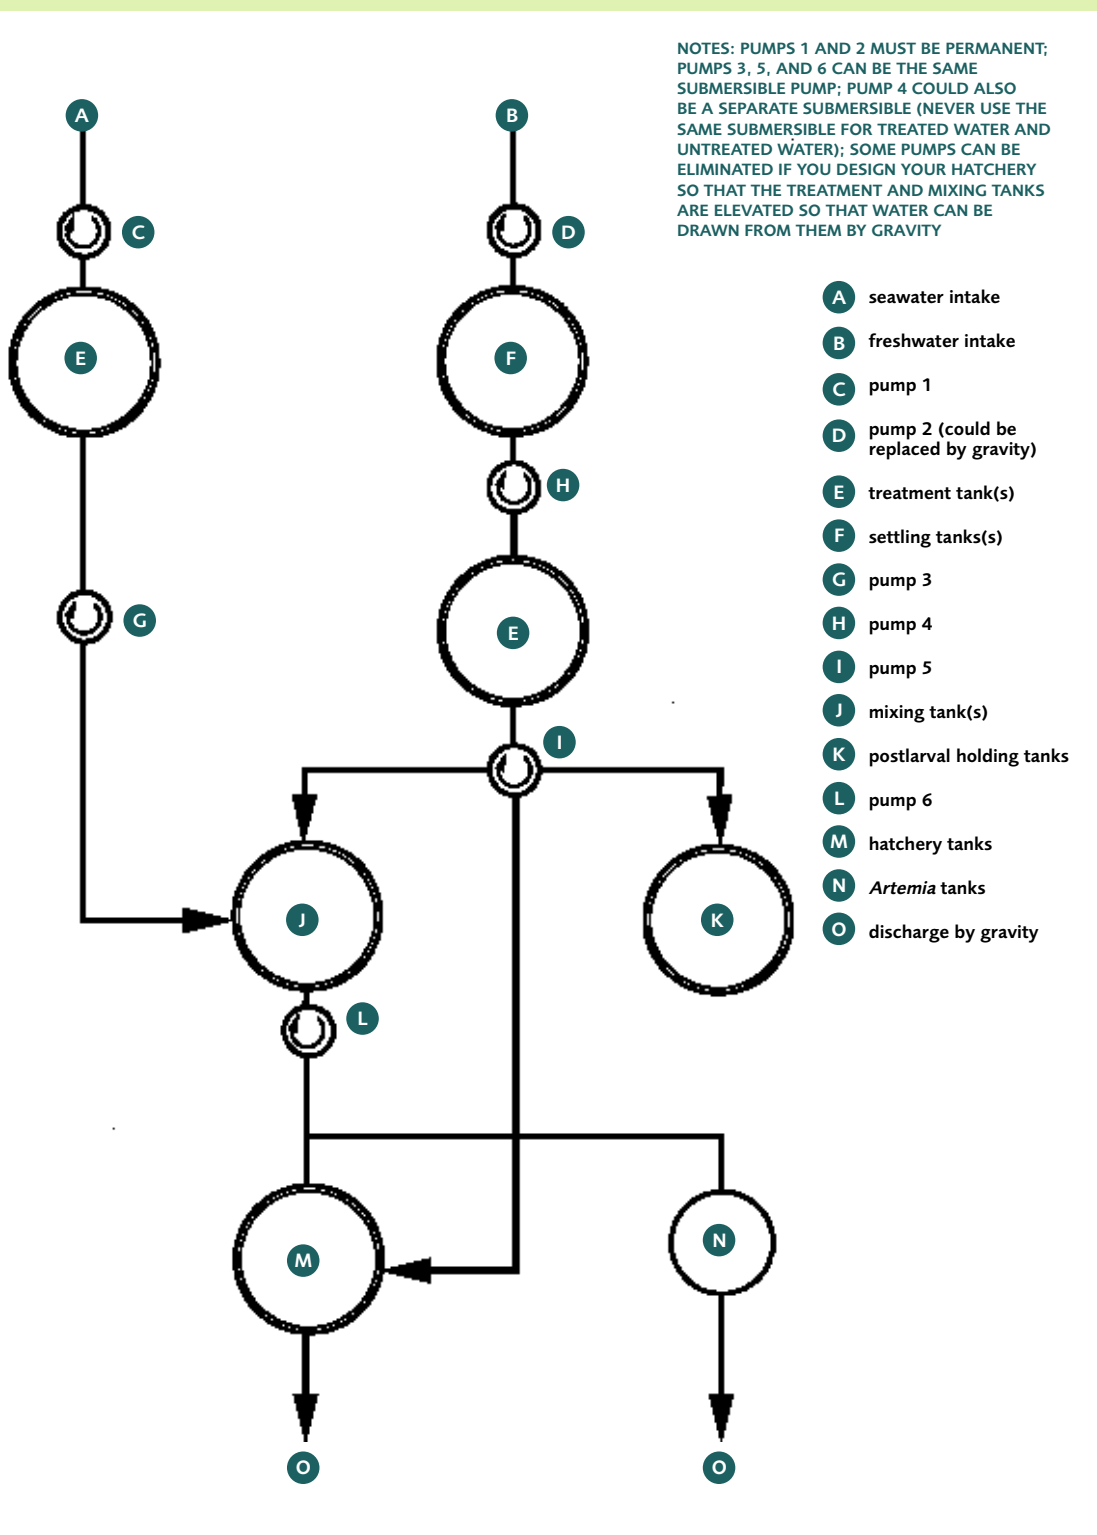 NOTES: PUMPS 1 AND 2 MUST BE PERMANENT;
PUMPS 3, 5, AND 6 CAN BE THE SAME
SUBMERSIBLE PUMP; PUMP 4 COULD ALSO
BE A SEPARATE SUBMERSIBLE (NEVER USE THE
SAME SUBMERSIBLE FOR TREATED WATER AND
UNTREATED WATER); SOME PUMPS CAN BE
ELIMINATED IF YOU DESIGN YOUR HATCHERY
SO THAT THE TREATMENT AND MIXING TANKS
ARE ELEVATED SO THAT WATER CAN BE
DRAWN FROM THEM BY GRAVITY
A
B
C
D
E
F
H
G
E
I
J
K
L
M
N
O
O
A seawater intake
B freshwater intake
C pump 1
D pump 2 (could be
replaced by gravity)
E treatment tank(s)
F settling tanks(s)
G pump 3
H pump 4
I pump 5
J mixing tank(s)
K postlarval holding tanks
L pump 6
M hatchery tanks
N Artemia tanks
O discharge by gravity